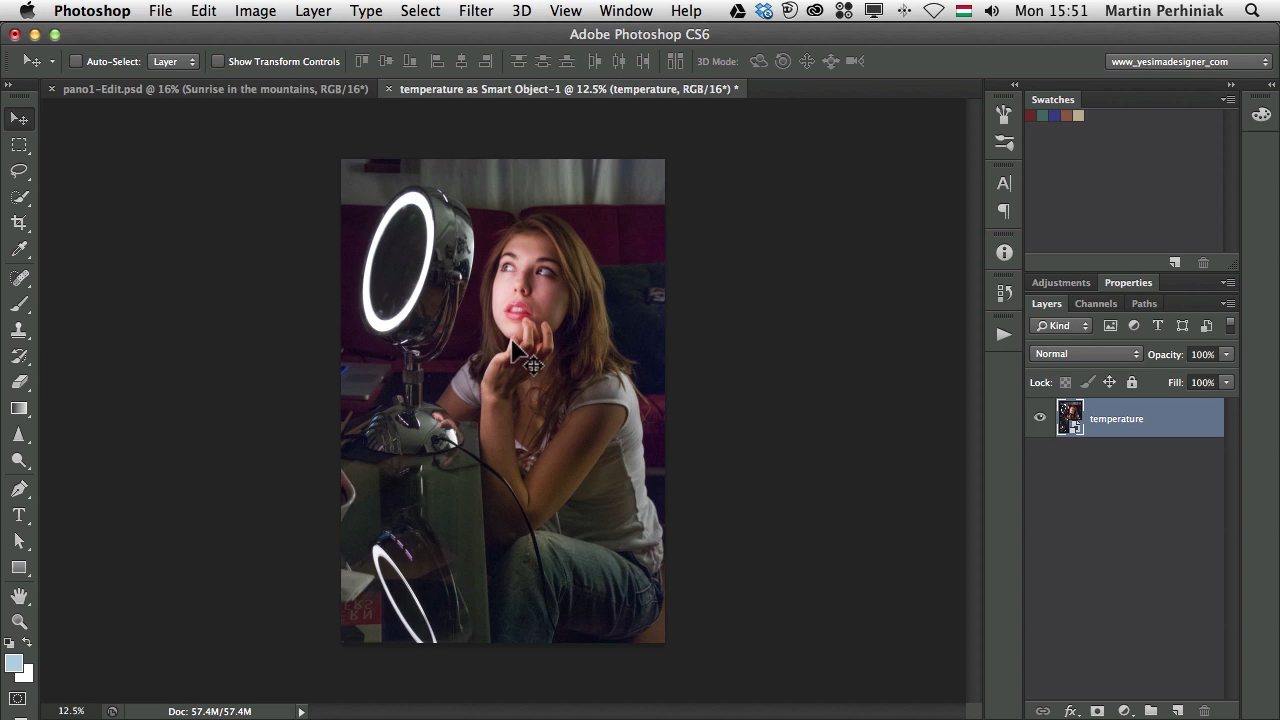 Photoshop File Edit Image Layer Type Select Filter 3D View Window Help Mon 15:51 Martin Perhiniak
Adobe Photoshop CS6
Auto-Select: Layer Show Transform Controls 3D Mode: www_yesimadesigner_com
pano1-Edit.psd @ 16% (Sunrise in the mountains, RGB/16*) temperature as Smart Object-1 @ 12.5% (temperature, RGB/16*) *
Swatches
Adjustments Properties
Layers Channels Paths
Kind
Normal Opacity: 100%
Lock: Fill: 100%
temperature
12.5% Doc: 57.4M/57.4M